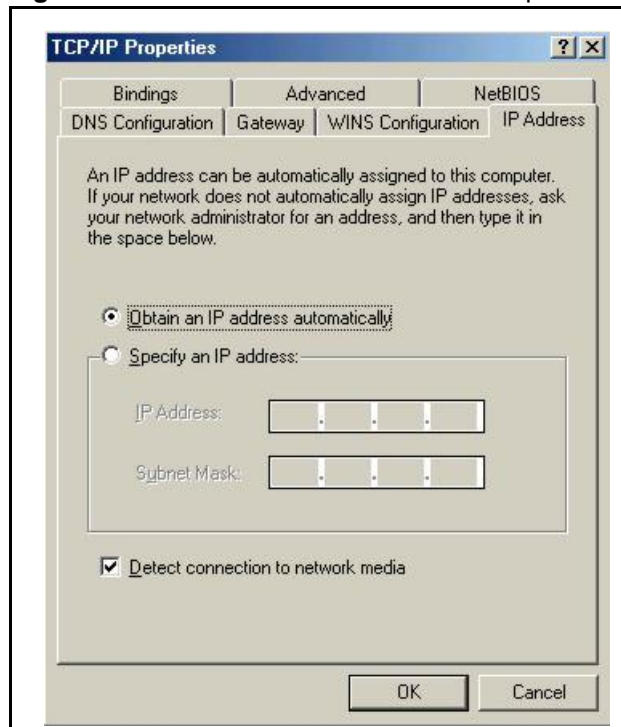 TCP/IP Properties
? ×
Bindings Advanced NetBIOS
DNS Configuration Gateway WINS Configuration IP Address
An IP address can be automatically assigned to this computer.
If your network does not automatically assign IP addresses, ask
your network administrator for an address, and then type it in
the space below.
Obtain an IP address automatically
Specify an IP address:
IP Address: . . .
Subnet Mask: . . .
Detect connection to network media
OK Cancel